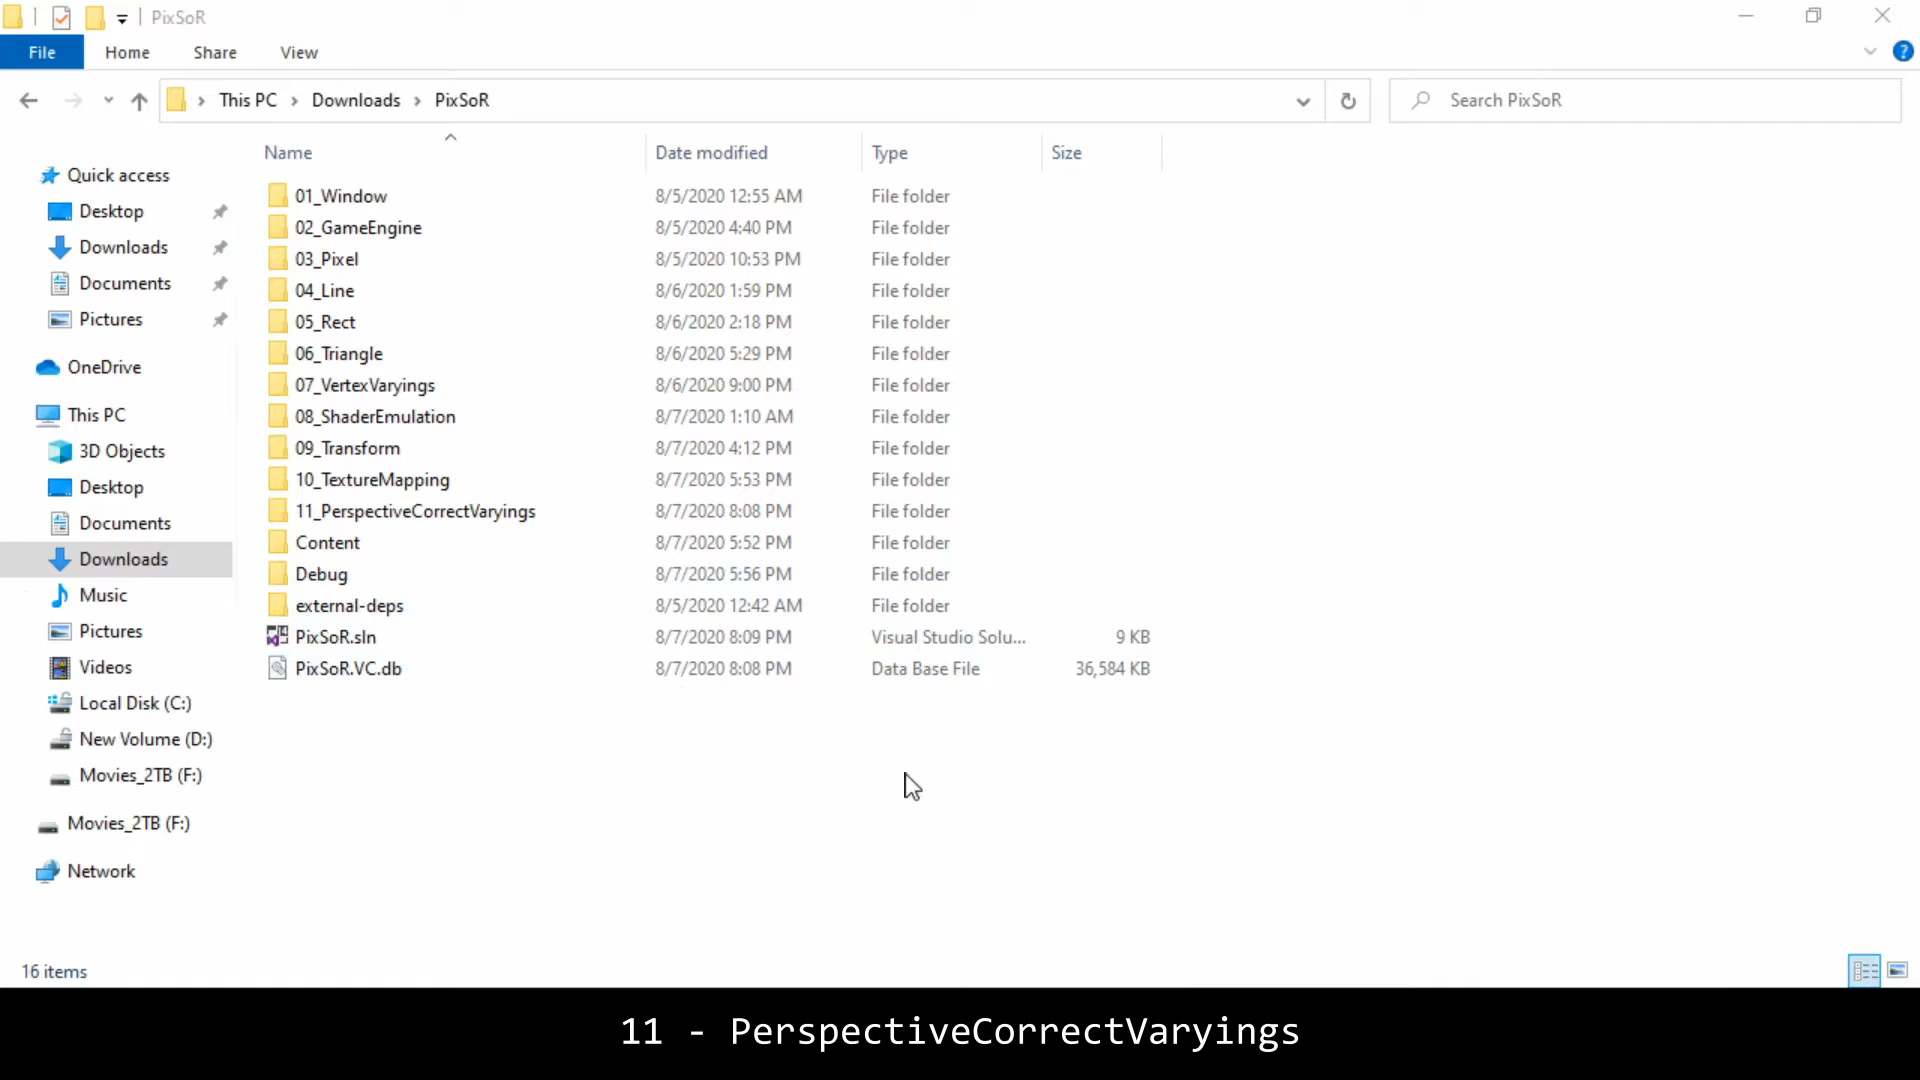 PixSoR
File Home Share View
This PC Downloads PixSoR
Search PixSoR
Name Date modified Type Size
Quick access
Desktop
Downloads
Documents
Pictures
OneDrive
This PC
3D Objects
Desktop
Documents
Downloads
Music
Pictures
Videos
Local Disk (C:)
New Volume (D:)
Movies_2TB (F:)
Movies_2TB (F:)
Network
01_Window 8/5/2020 12:55 AM File folder
02_GameEngine 8/5/2020 4:40 PM File folder
03_Pixel 8/5/2020 10:53 PM File folder
04_Line 8/6/2020 1:59 PM File folder
05_Rect 8/6/2020 2:18 PM File folder
06_Triangle 8/6/2020 5:29 PM File folder
07_VertexVaryings 8/6/2020 9:00 PM File folder
08_ShaderEmulation 8/7/2020 1:10 AM File folder
09_Transform 8/7/2020 4:12 PM File folder
10_TextureMapping 8/7/2020 5:53 PM File folder
11_PerspectiveCorrectVaryings 8/7/2020 8:08 PM File folder
Content 8/7/2020 5:52 PM File folder
Debug 8/7/2020 5:56 PM File folder
external-deps 8/5/2020 12:42 AM File folder
PixSoR.sln 8/7/2020 8:09 PM Visual Studio Solu... 9 KB
PixSoR.VC.db 8/7/2020 8:08 PM Data Base File 36,584 KB
16 items
11 - PerspectiveCorrectVaryings